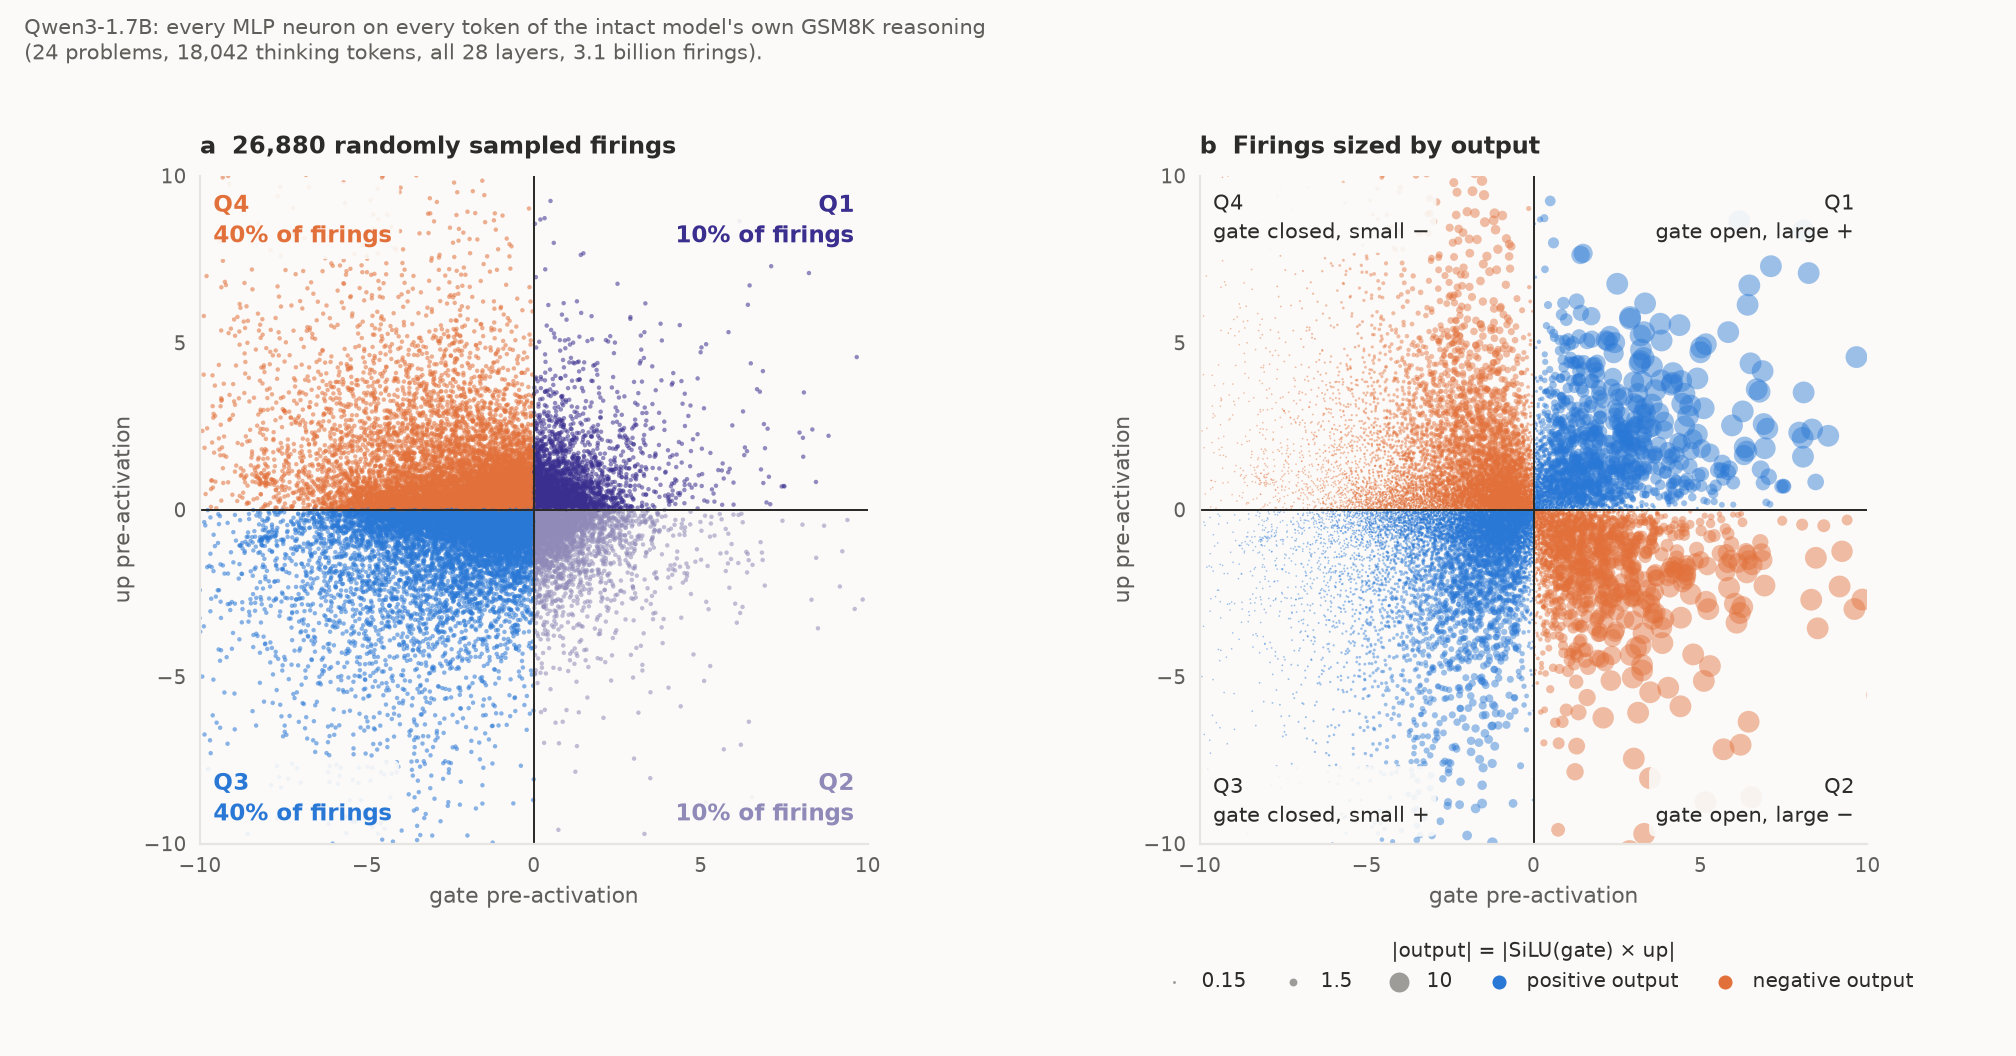 Qwen3-1.7B: every MLP neuron on every token of the intact model's own GSM8K reasoning
(24 problems, 18,042 thinking tokens, all 28 layers, 3.1 billion firings).
a 26,880 randomly sampled firings
10
5
0
−5
−10
up pre-activation
Q4
40% of firings
Q1
10% of firings
Q3
40% of firings
Q2
10% of firings
−10
−5
0
5
10
gate pre-activation
b Firings sized by output
10
5
0
−5
−10
up pre-activation
Q4
gate closed, small −
Q1
gate open, large +
Q3
gate closed, small +
Q2
gate open, large −
−10
−5
0
5
10
gate pre-activation
|output| = |SiLU(gate) × up|
0.15
1.5
10
positive output
negative output